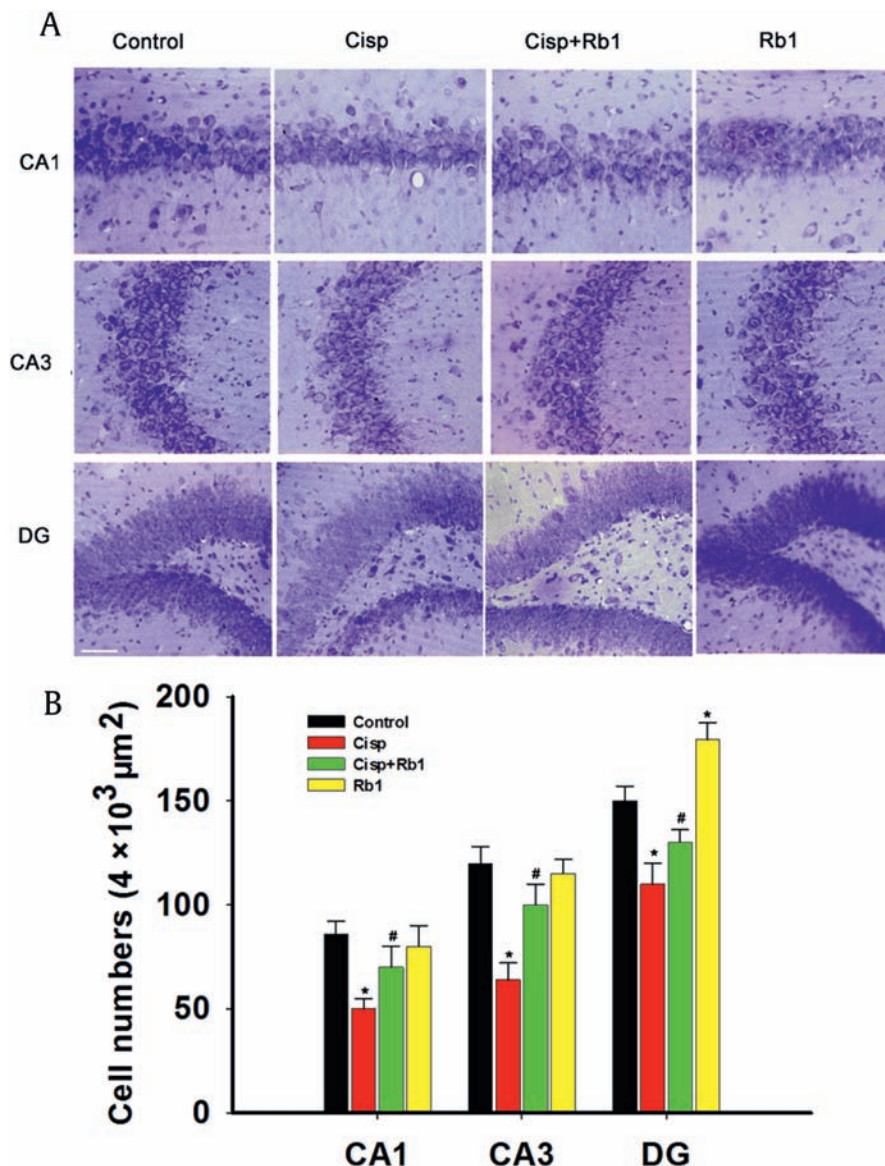 A
Control Cisp Cisp+Rb1 Rb1
CA1
CA3
DG
B
Cell numbers (4 ×10³ μm²)
200
150
100
50
0
Control
Cisp
Cisp+Rb1
Rb1
* # * # * # *
CA1 CA3 DG